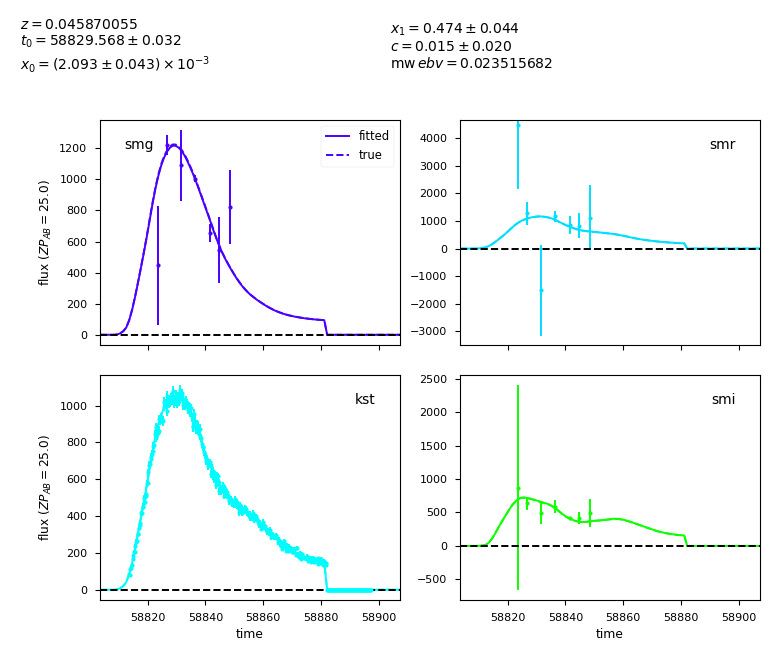 z = 0.045870055
t₀ = 58829.568 ± 0.032
x₀ = (2.093 ± 0.043) × 10⁻³
x₁ = 0.474 ± 0.044
c = 0.015 ± 0.020
mw ebv = 0.023515682
smg
fitted
true
flux (ZP_AB = 25.0)
0
200
400
600
800
1000
1200
smr
4000
3000
2000
1000
0
−1000
−2000
−3000
kst
flux (ZP_AB = 25.0)
1000
800
600
400
200
0
58820 58840 58860 58880 58900
time
smi
2500
2000
1500
1000
500
0
−500
58820 58840 58860 58880 58900
time